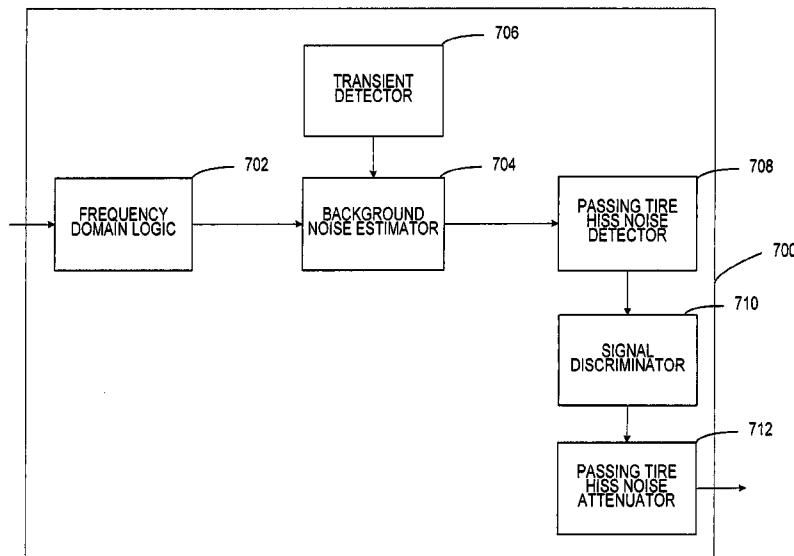 706
TRANSIENT
DETECTOR
702
704
708
FREQUENCY
DOMAIN LOGIC
BACKGROUND
NOISE ESTIMATOR
PASSING TIRE
HISS NOISE
DETECTOR
700
710
SIGNAL
DISCRIMINATOR
712
PASSING TIRE
HISS NOISE
ATTENUATOR